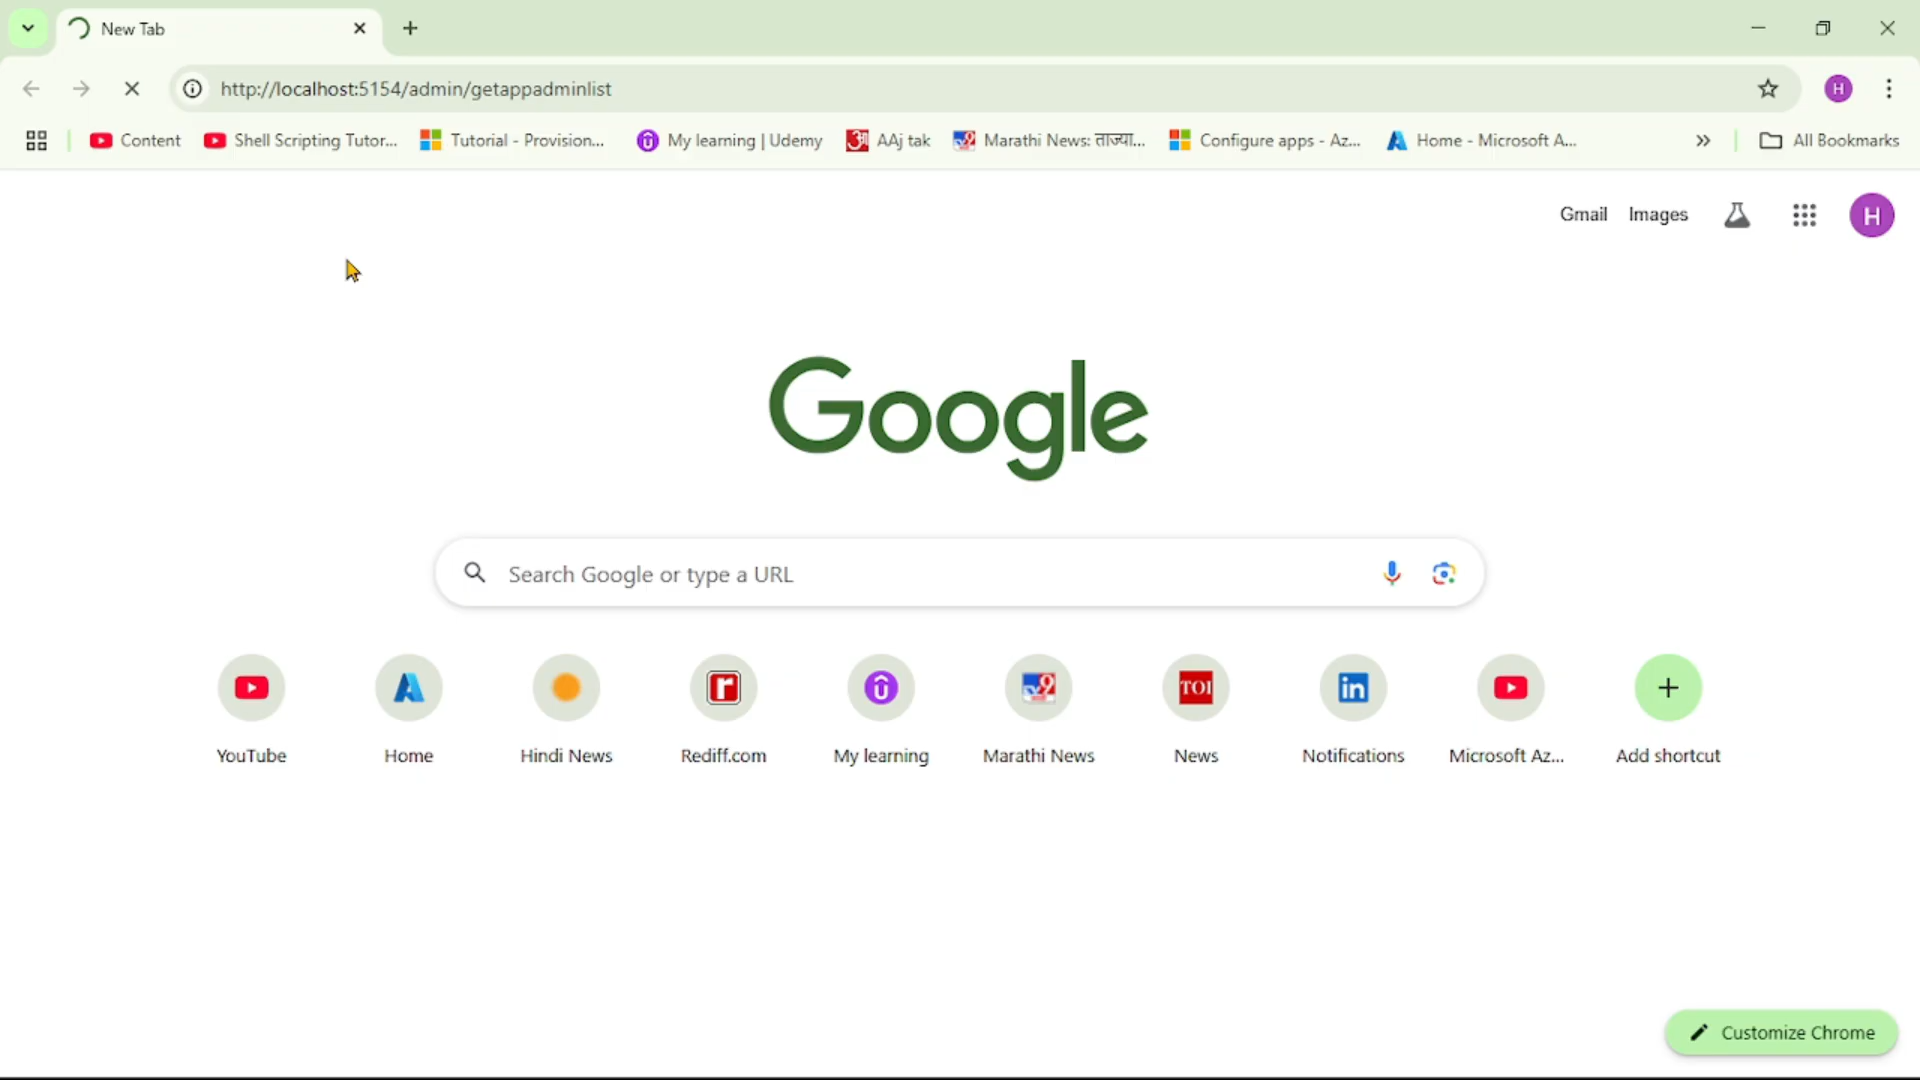 New Tab
http://localhost:5154/admin/getappadminlist
Content Shell Scripting Tutor... Tutorial - Provision... My learning | Udemy AAj tak Marathi News: ताज्या... Configure apps - Az... Home - Microsoft A... All Bookmarks
H
Gmail Images H
Google
Search Google or type a URL
TOI in
YouTube Home Hindi News Rediff.com My learning Marathi News News Notifications Microsoft Az... Add shortcut
Customize Chrome